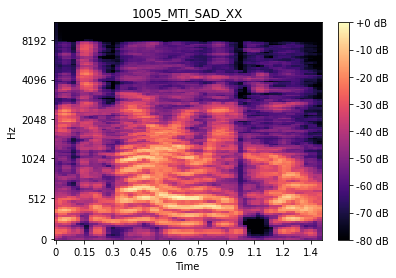 1005_MTI_SAD_XX
Hz
8192
4096
2048
1024
512
0
0 0.15 0.3 0.45 0.6 0.75 0.9 1.1 1.2 1.4
Time
+0 dB
-10 dB
-20 dB
-30 dB
-40 dB
-50 dB
-60 dB
-70 dB
-80 dB